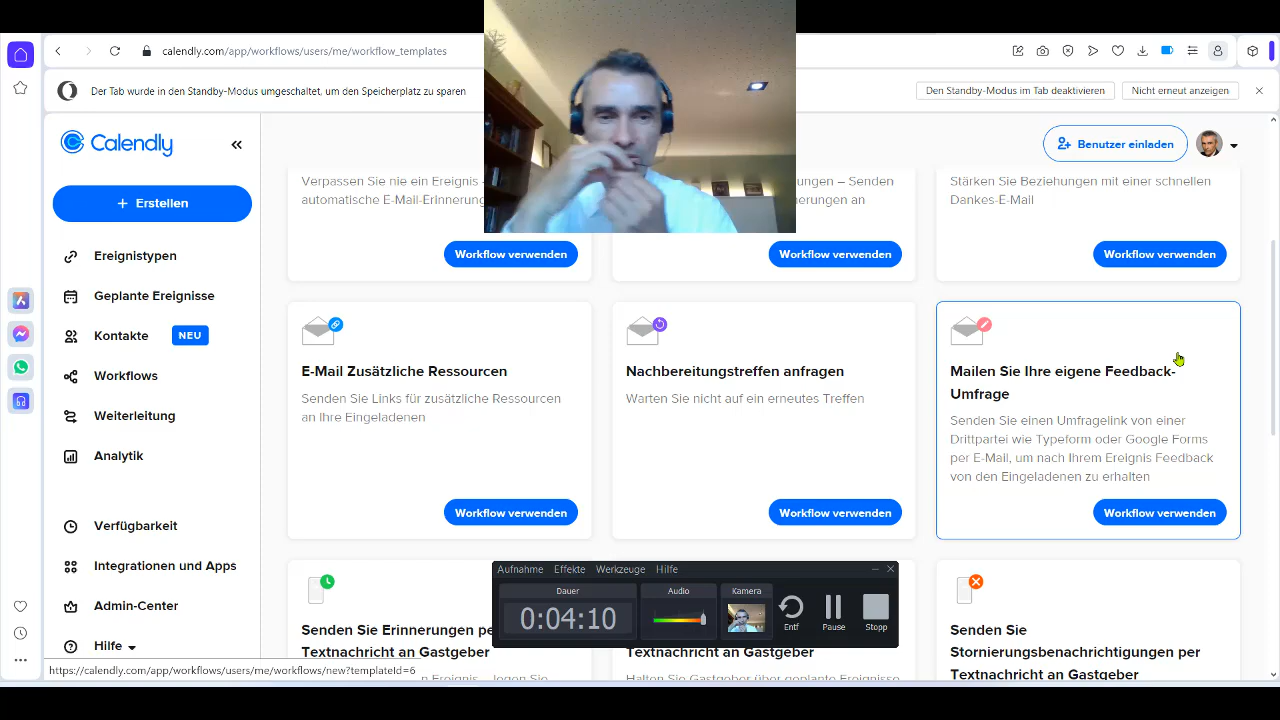 calendly.com/app/workflows/users/me/workflow_templates
Der Tab wurde in den Standby-Modus umgeschaltet, um den Speicherplatz zu sparen
Den Standby-Modus im Tab deaktivieren
Nicht erneut anzeigen
Calendly
Benutzer einladen
+ Erstellen
Ereignistypen
Geplante Ereignisse
Kontakte NEU
Workflows
Weiterleitung
Analytik
Verfügbarkeit
Integrationen und Apps
Admin-Center
Hilfe
Verpassen Sie nie ein Ereignis –
automatische E-Mail-Erinnerung
Workflow verwenden
ungen – Senden
erungen an
Workflow verwenden
Stärken Sie Beziehungen mit einer schnellen
Dankes-E-Mail
Workflow verwenden
E-Mail Zusätzliche Ressourcen
Senden Sie Links für zusätzliche Ressourcen
an Ihre Eingeladenen
Workflow verwenden
Nachbereitungstreffen anfragen
Warten Sie nicht auf ein erneutes Treffen
Workflow verwenden
Mailen Sie Ihre eigene Feedback-
Umfrage
Senden Sie einen Umfragelink von einer
Drittpartei wie Typeform oder Google Forms
per E-Mail, um nach Ihrem Ereignis Feedback
von den Eingeladenen zu erhalten
Workflow verwenden
Senden Sie Erinnerungen pe
Textnachricht an Gastgeber
Textnachricht an Gastgeber
Halten Sie Gastgeber über geplante Ereignisse
Senden Sie
Stornierungsbenachrichtigungen per
Textnachricht an Gastgeber
Aufnahme Effekte Werkzeuge Hilfe
Dauer
0:04:10
Audio
Kamera
Entf
Pause
Stopp
https://calendly.com/app/workflows/users/me/workflows/new?templateId=6